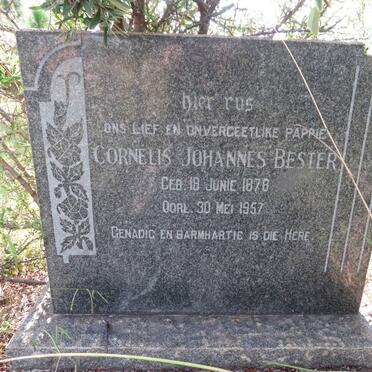 hier rus
ONS LIEF EN ONVERGEETLIKE PAPPIE
CORNELIS JOHANNES BESTER
GEB. 18 JUNIE 1878
OORL. 30 MEI 1957
GENADIG EN BARMHARTIG IS DIE HERE.